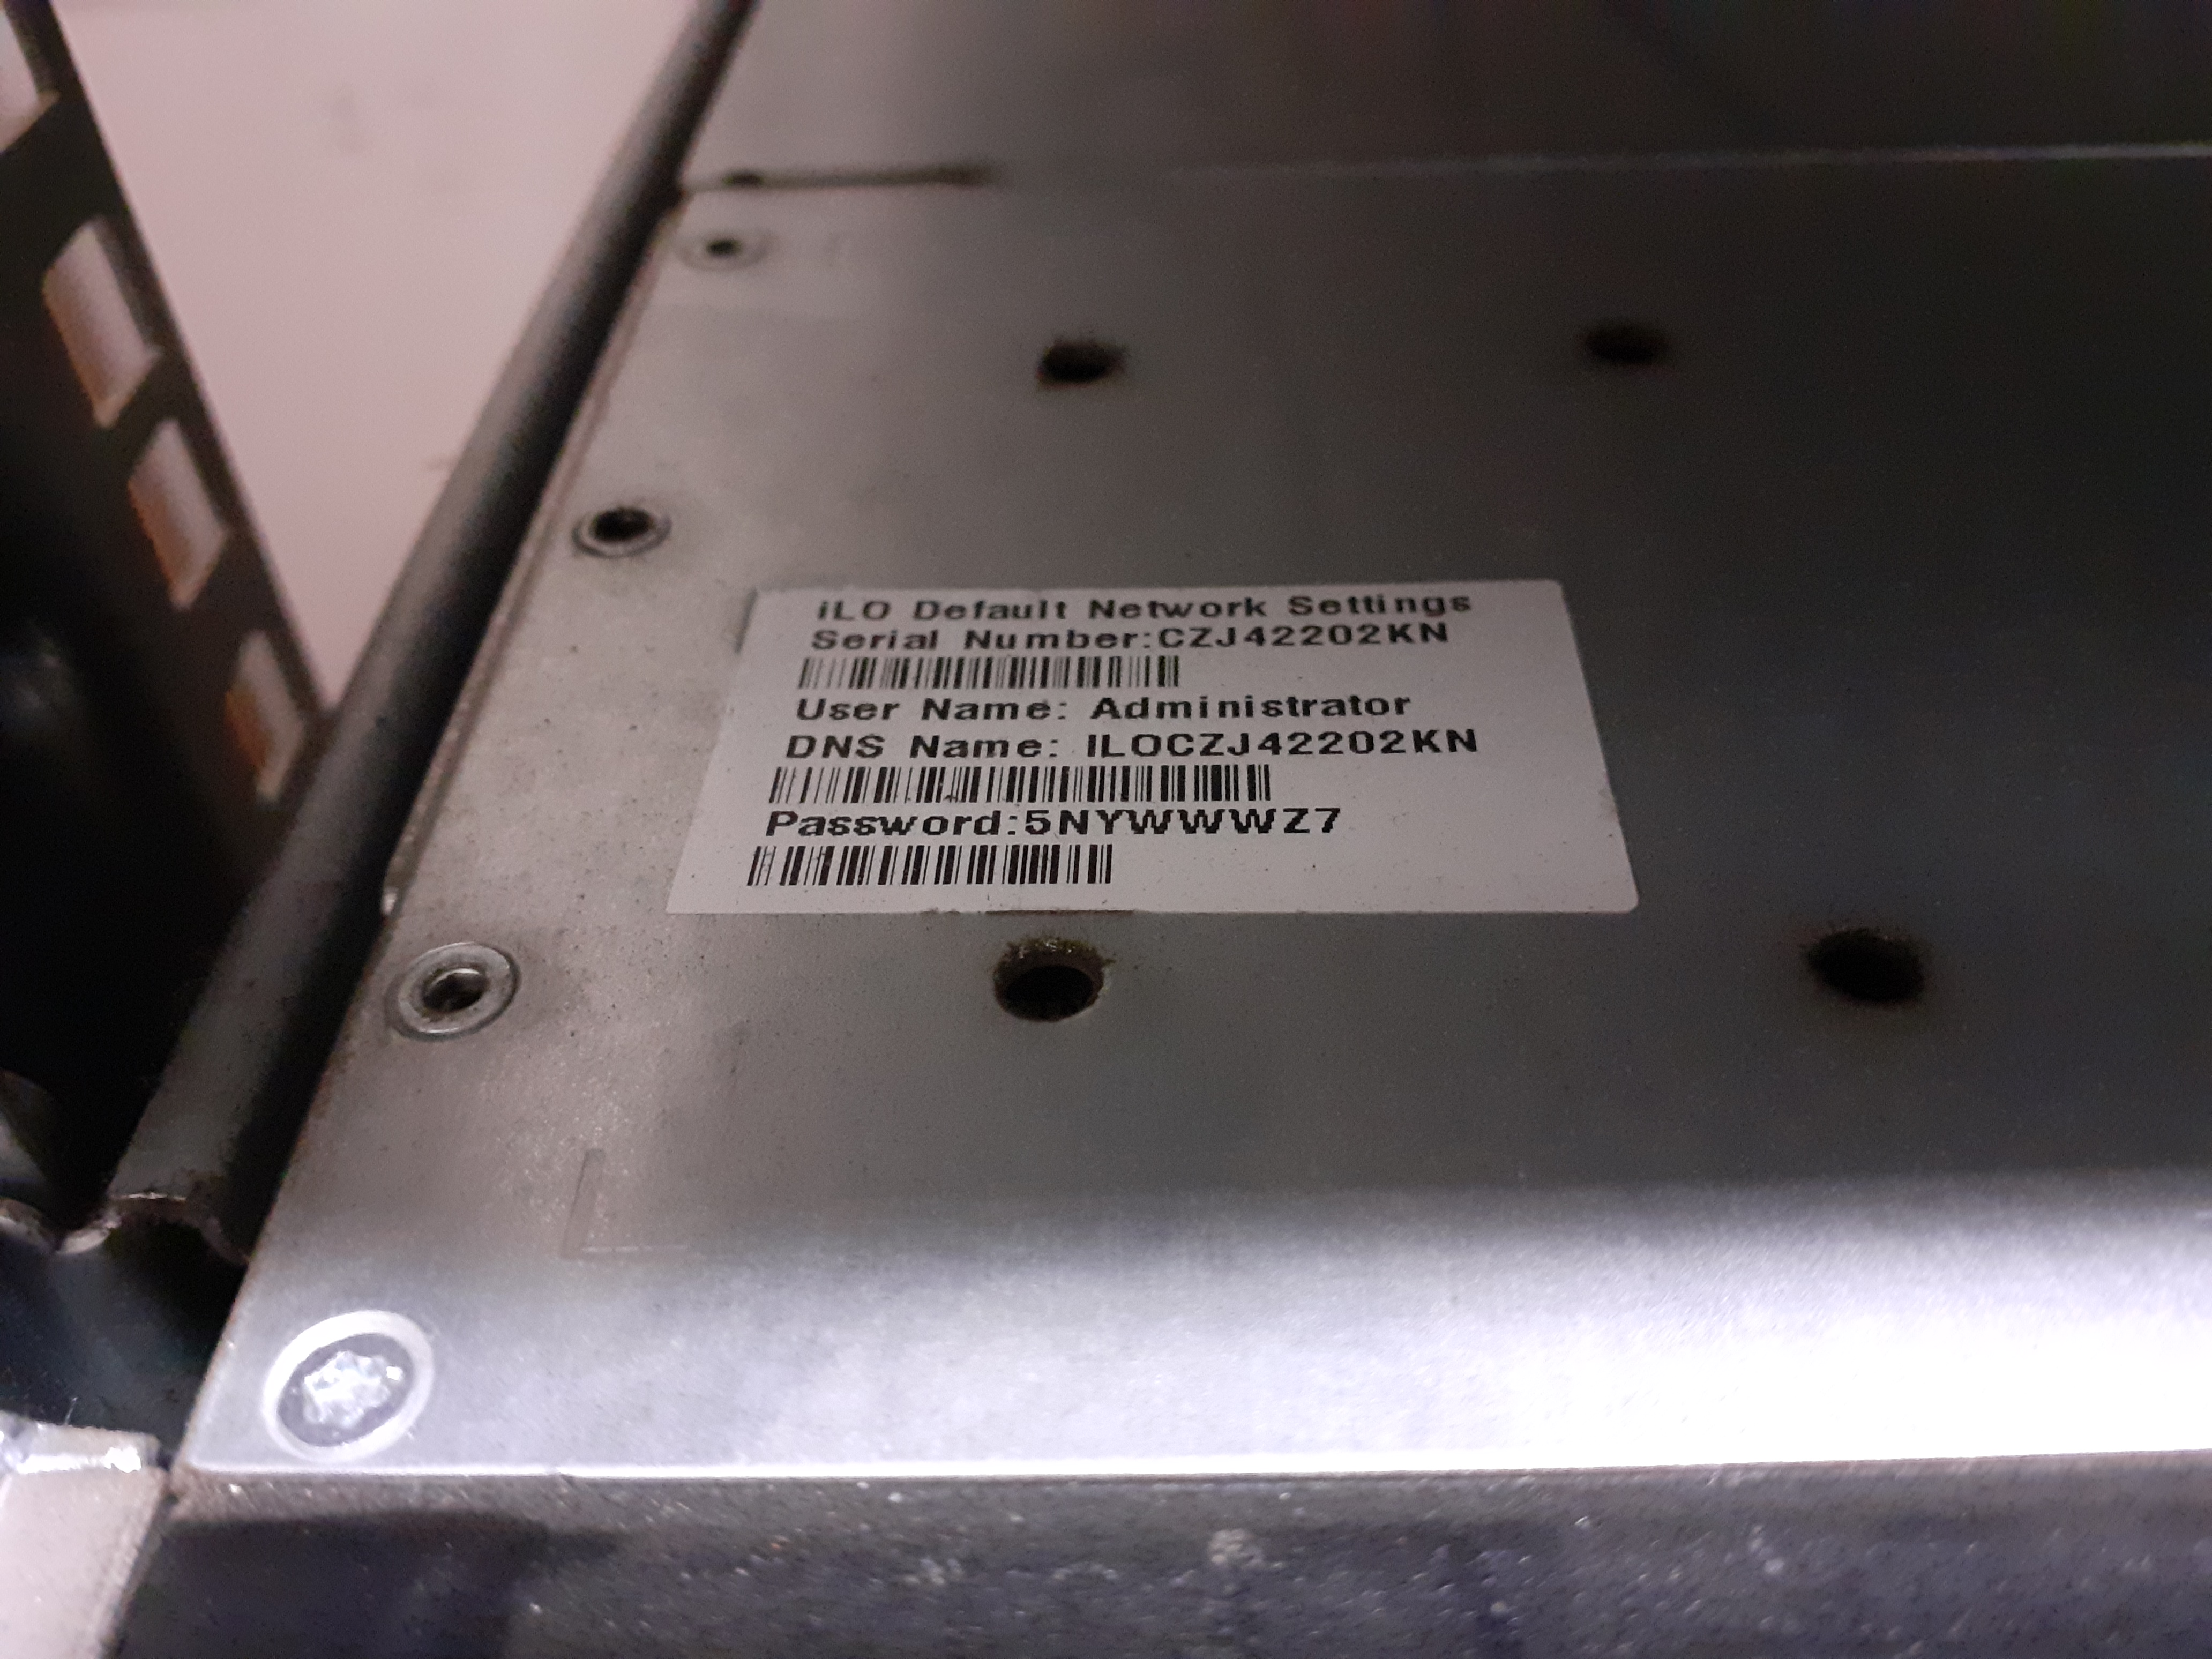 iLO Default Network Settings
Serial Number:CZJ42202KN
User Name: Administrator
DNS Name: ILOCZJ42202KN
Password:5NYWWWZ7